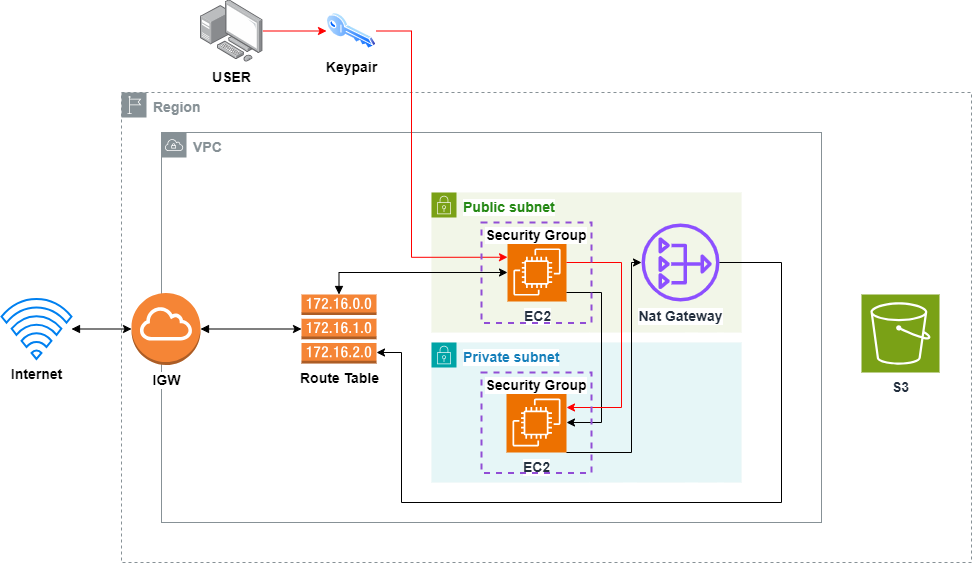 USER
Keypair
Region
VPC
Public subnet
Security Group
EC2
Nat Gateway
172.16.0.0
172.16.1.0
172.16.2.0
Route Table
Internet
IGW
Private subnet
Security Group
EC2
S3